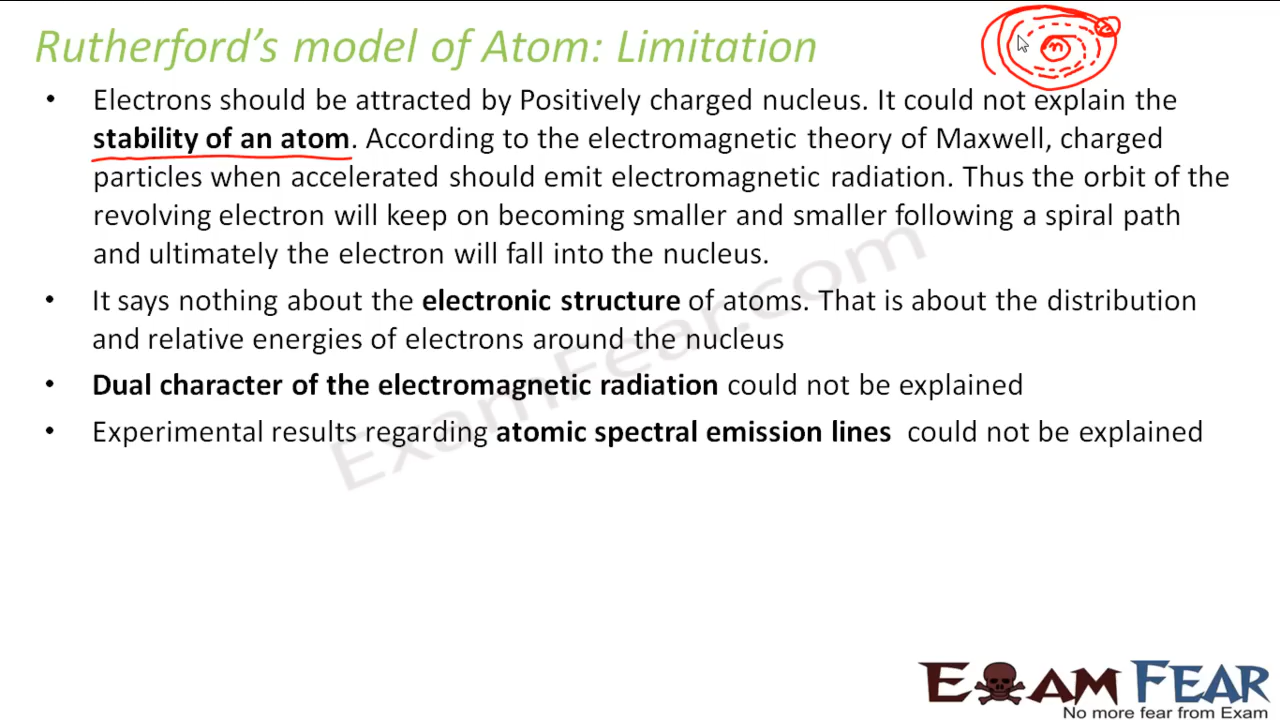 Rutherford's model of Atom: Limitation
n
• Electrons should be attracted by Positively charged nucleus. It could not explain the
stability of an atom. According to the electromagnetic theory of Maxwell, charged
particles when accelerated should emit electromagnetic radiation. Thus the orbit of the
revolving electron will keep on becoming smaller and smaller following a spiral path
and ultimately the electron will fall into the nucleus.
• It says nothing about the electronic structure of atoms. That is about the distribution
and relative energies of electrons around the nucleus
• Dual character of the electromagnetic radiation could not be explained
• Experimental results regarding atomic spectral emission lines could not be explained
ExamFear.com
EXAM FEAR
No more fear from Exam